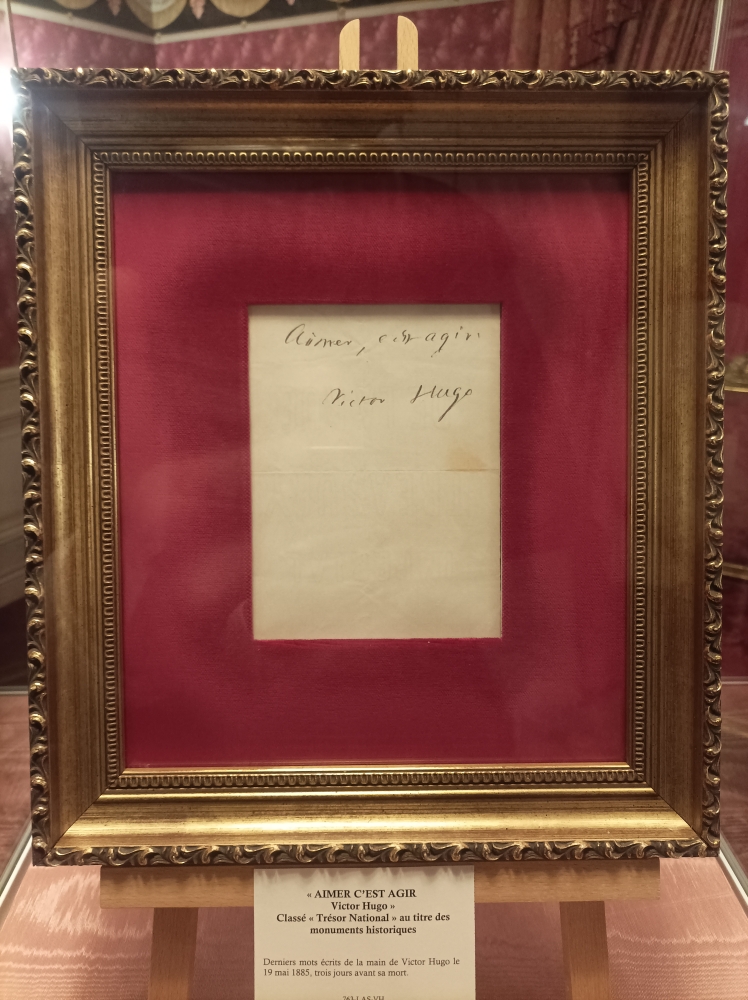 Aimer, c'est agir.
Victor Hugo
« AIMER C'EST AGIR
Victor Hugo »
Classé « Trésor National » au titre des
monuments historiques
Derniers mots écrits de la main de Victor Hugo le
19 mai 1885, trois jours avant sa mort.